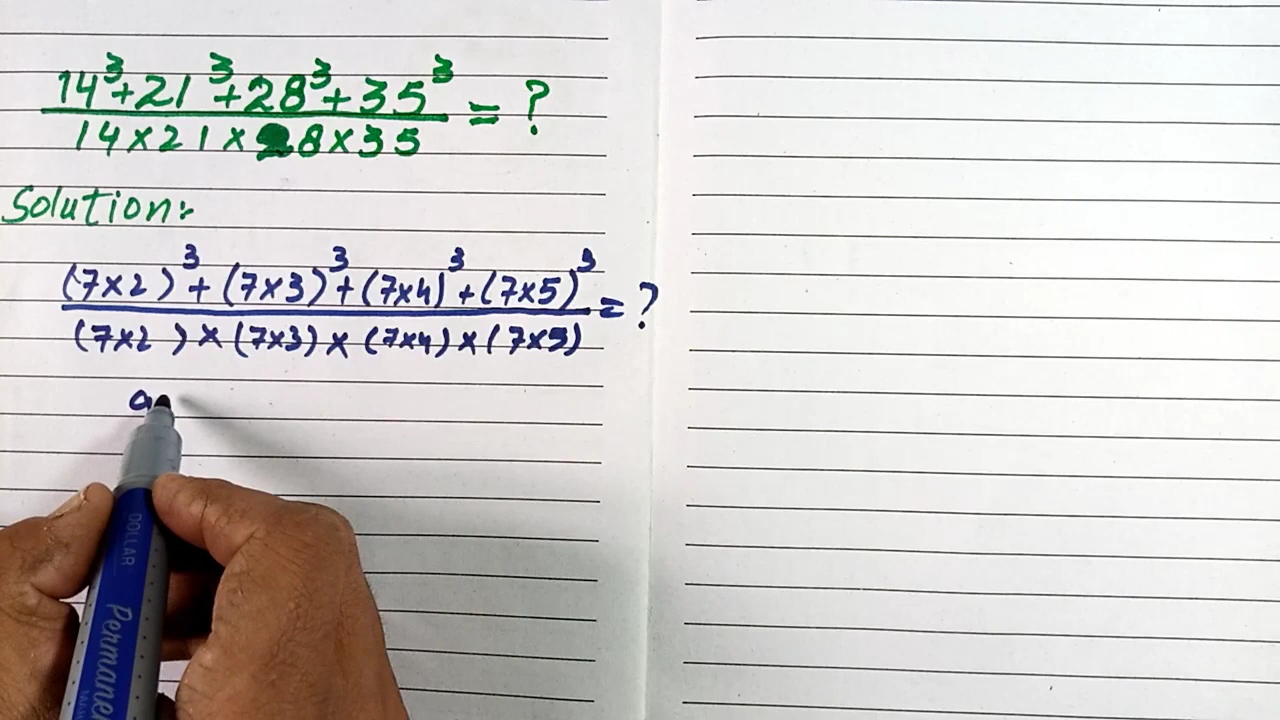 14³+21³+28³+35³ = ?
14×21×28×35
Solution:
(7×2)³+(7×3)³+(7×4)³+(7×5)³ = ?
(7×2)×(7×3)×(7×4)×(7×5)
a
DOLLAR
Permanen